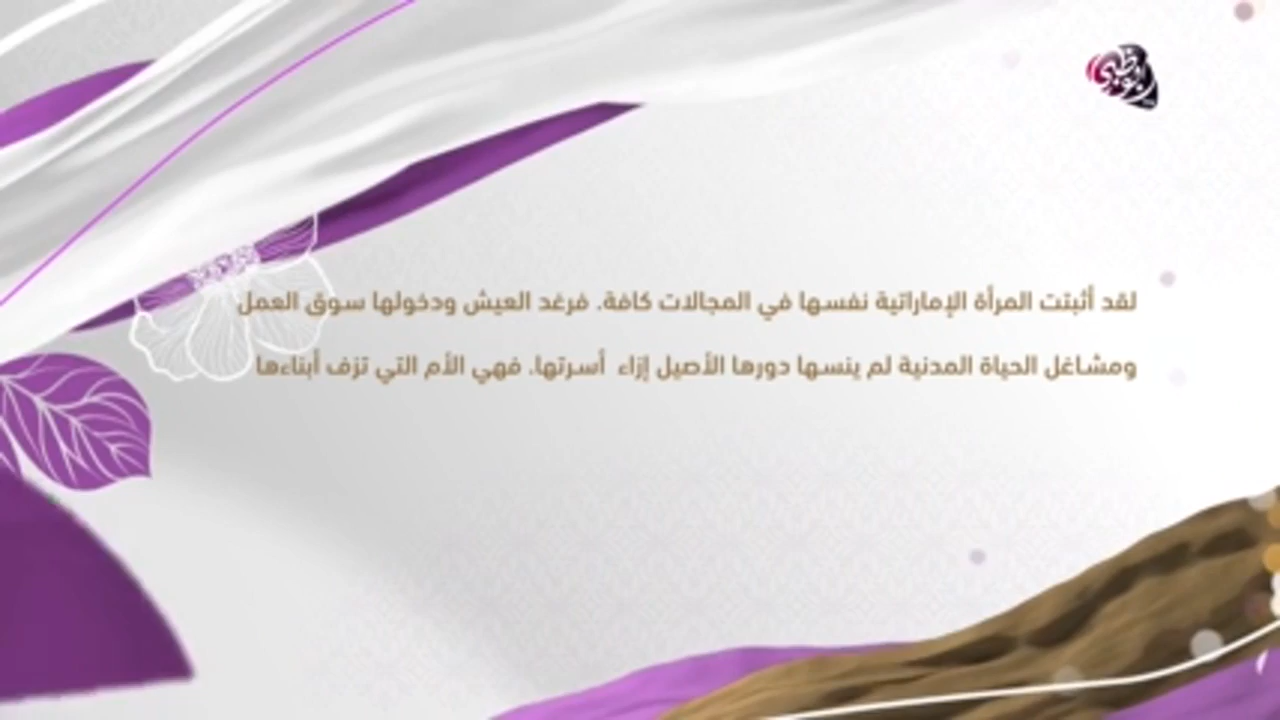 أبوظبي
لقد أثبتت المرأة الإماراتية نفسها في المجالات كافة. فرغد العيش ودخولها سوق العمل
ومشاغل الحياة المدنية لم ينسها دورها الأصيل إزاء أسرتها. فهي الأم التي تزف أبناءها